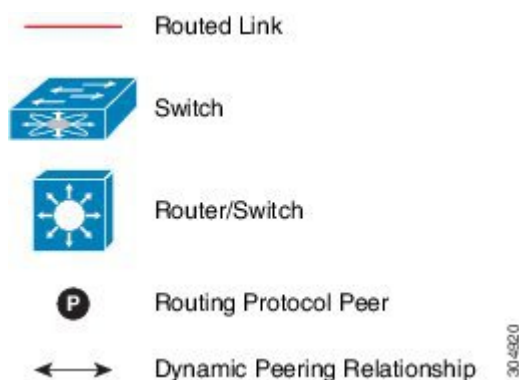 Routed Link
Switch
Router/Switch
P
Routing Protocol Peer
Dynamic Peering Relationship
304920